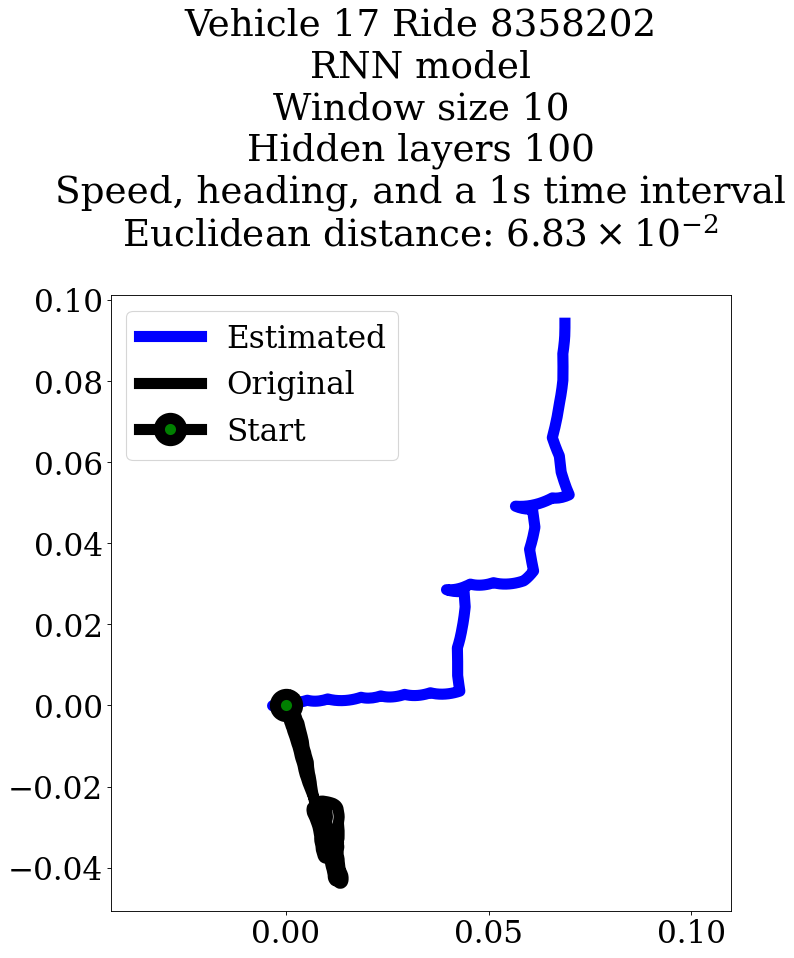 Vehicle 17 Ride 8358202
RNN model
Window size 10
Hidden layers 100
Speed, heading, and a 1s time interval
Euclidean distance: 6.83 × 10⁻²
Estimated
Original
Start
0.10
0.08
0.06
0.04
0.02
0.00
−0.02
−0.04
0.00 0.05 0.10